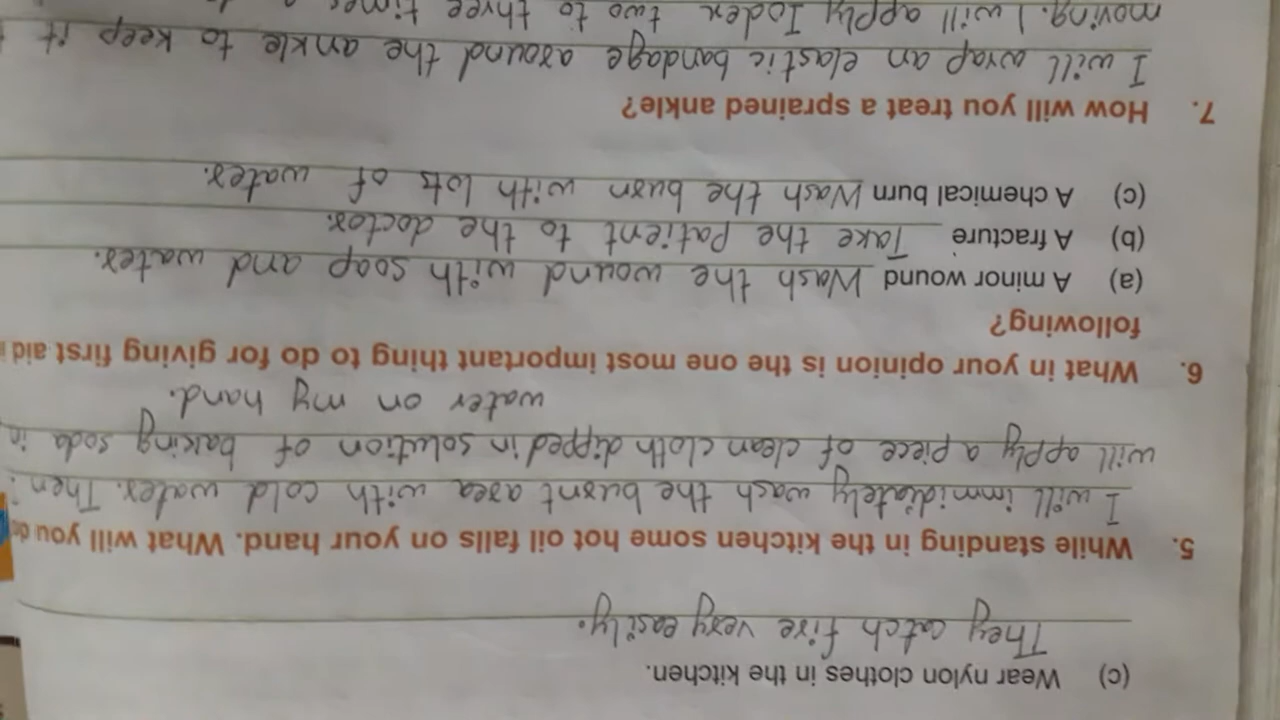 (c) Wear nylon clothes in the kitchen.
They catch fire very easily.
5. While standing in the kitchen some hot oil falls on your hand. What will you do
I will immidiately wash the burnt area with cold water. Then
will apply a piece of clean cloth dipped in solution of baking soda in
water on my hand.
6. What in your opinion is the one most important thing to do for giving first aid
following?
(a) A minor wound Wash the wound with soap and water.
(b) A fracture Take the Patient to the doctor.
(c) A chemical burn Wash the burn with lots of water.
7. How will you treat a sprained ankle?
I will wrap an elastic bandage around the ankle to keep it
moving. I will apply Iodex two to three times